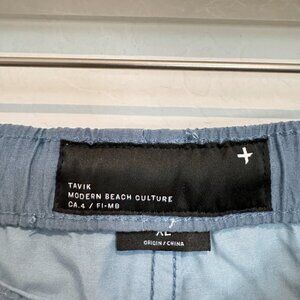 TAVIK
MODERN BEACH CULTURE
CA.4 / FI-MB
XL
ORIGIN / CHINA